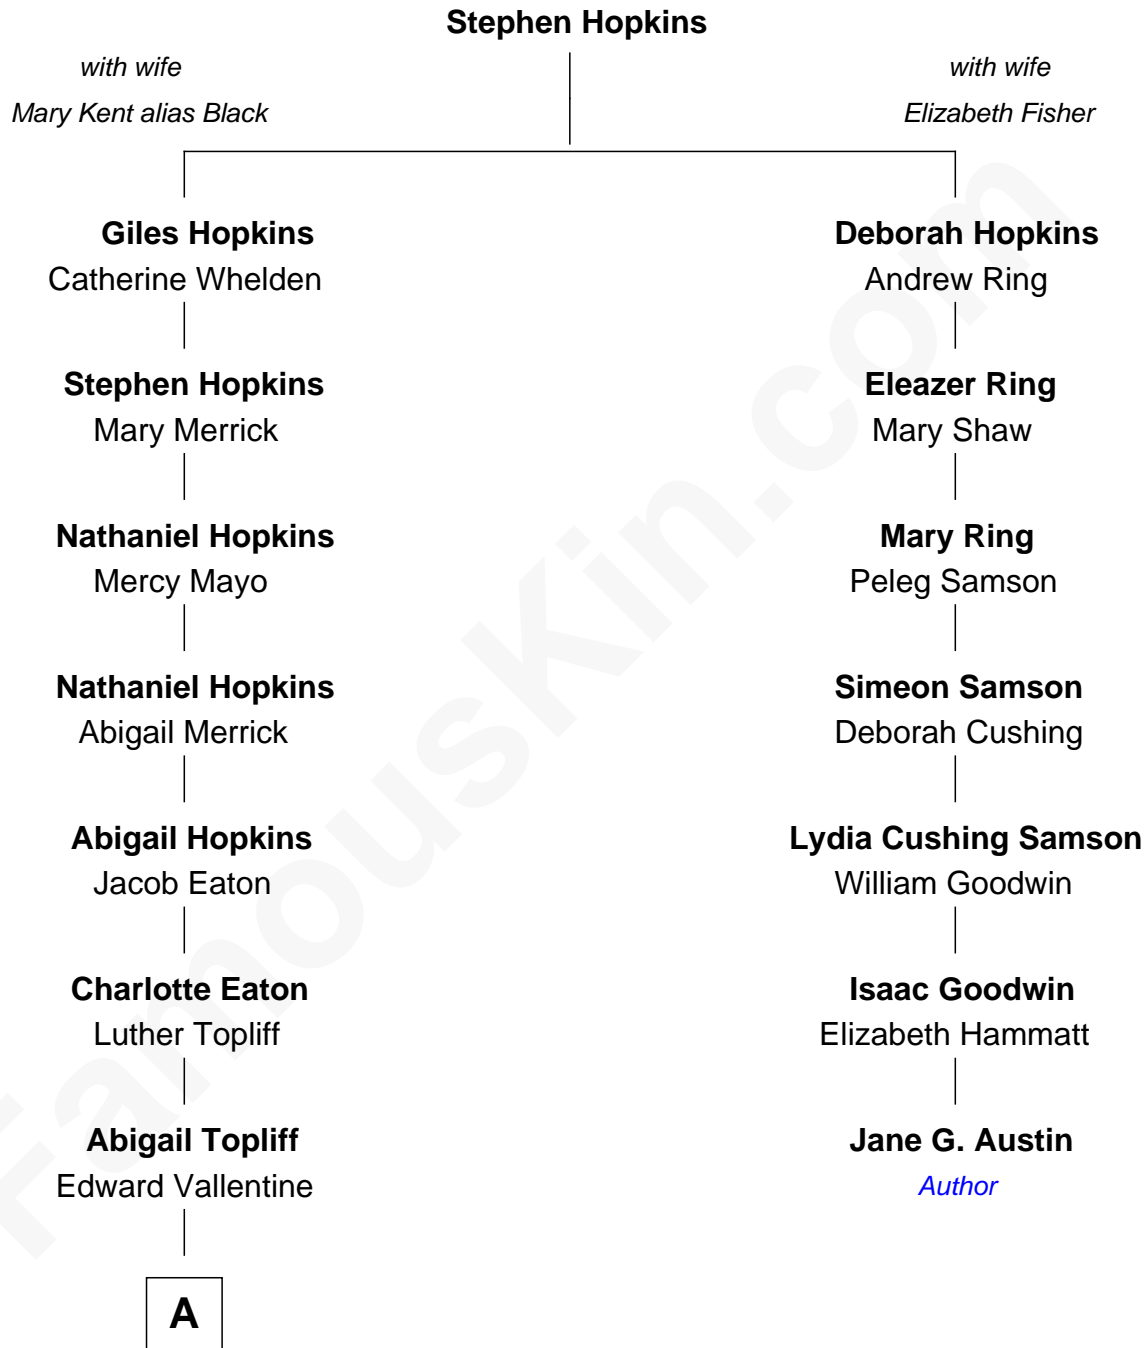 Stephen Hopkins
with wife
Mary Kent alias Black
with wife
Elizabeth Fisher
Giles Hopkins
Catherine Whelden
Stephen Hopkins
Mary Merrick
Nathaniel Hopkins
Mercy Mayo
Nathaniel Hopkins
Abigail Merrick
Abigail Hopkins
Jacob Eaton
Charlotte Eaton
Luther Topliff
Abigail Topliff
Edward Vallentine
A
Deborah Hopkins
Andrew Ring
Eleazer Ring
Mary Shaw
Mary Ring
Peleg Samson
Simeon Samson
Deborah Cushing
Lydia Cushing Samson
William Goodwin
Isaac Goodwin
Elizabeth Hammatt
Jane G. Austin
Author
FamousKin.com